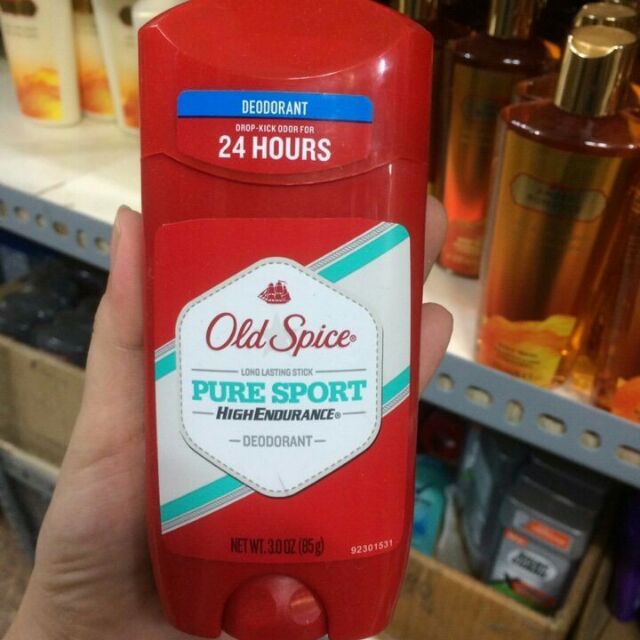 DEODORANT
DROP-KICK ODOR FOR
24 HOURS
Old Spice®
LONG LASTING STICK
PURE SPORT
HIGHENDURANCE®
DEODORANT
NET WT. 3.0 OZ (85g)
92301531